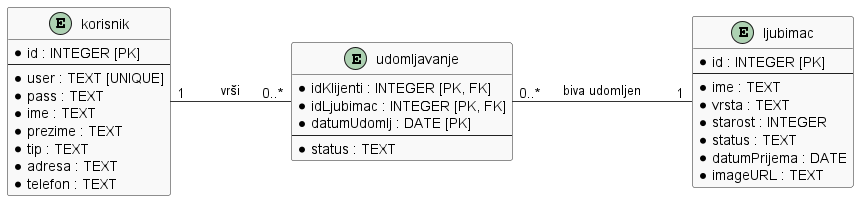 E korisnik
id : INTEGER [PK]
user : TEXT [UNIQUE]
pass : TEXT
ime : TEXT
prezime : TEXT
tip : TEXT
adresa : TEXT
telefon : TEXT
1 vrši 0..*
E udomljavanje
idKlijenti : INTEGER [PK, FK]
idLjubimac : INTEGER [PK, FK]
datumUdomlj : DATE [PK]
status : TEXT
0..* biva udomljen 1
E ljubimac
id : INTEGER [PK]
ime : TEXT
vrsta : TEXT
starost : INTEGER
status : TEXT
datumPrijema : DATE
imageURL : TEXT